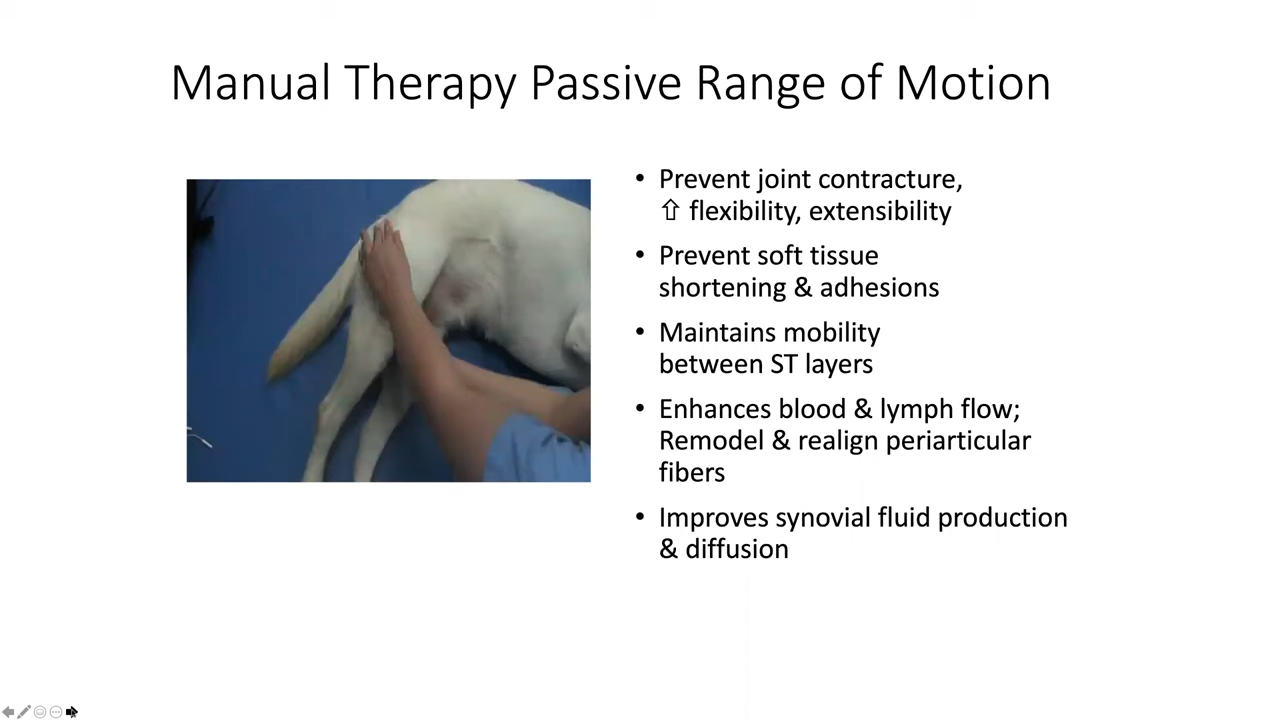 Manual Therapy Passive Range of Motion
• Prevent joint contracture,
⇧ flexibility, extensibility
• Prevent soft tissue
shortening & adhesions
• Maintains mobility
between ST layers
• Enhances blood & lymph flow;
Remodel & realign periarticular
fibers
• Improves synovial fluid production
& diffusion